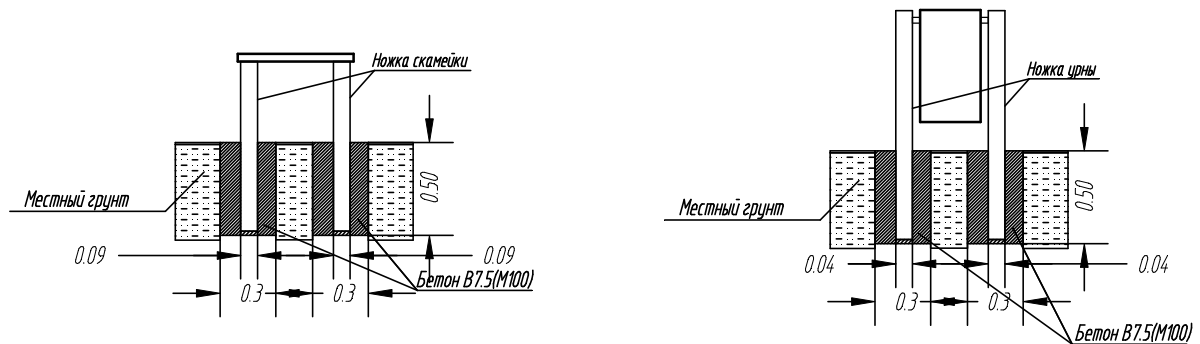 Ножка скамейки
Местный грунт
0.50
0.09
0.09
0.3
0.3
Бетон В7.5(М100)
Ножка урны
Местный грунт
0.50
0.04
0.04
0.3
0.3
Бетон В7.5(М100)